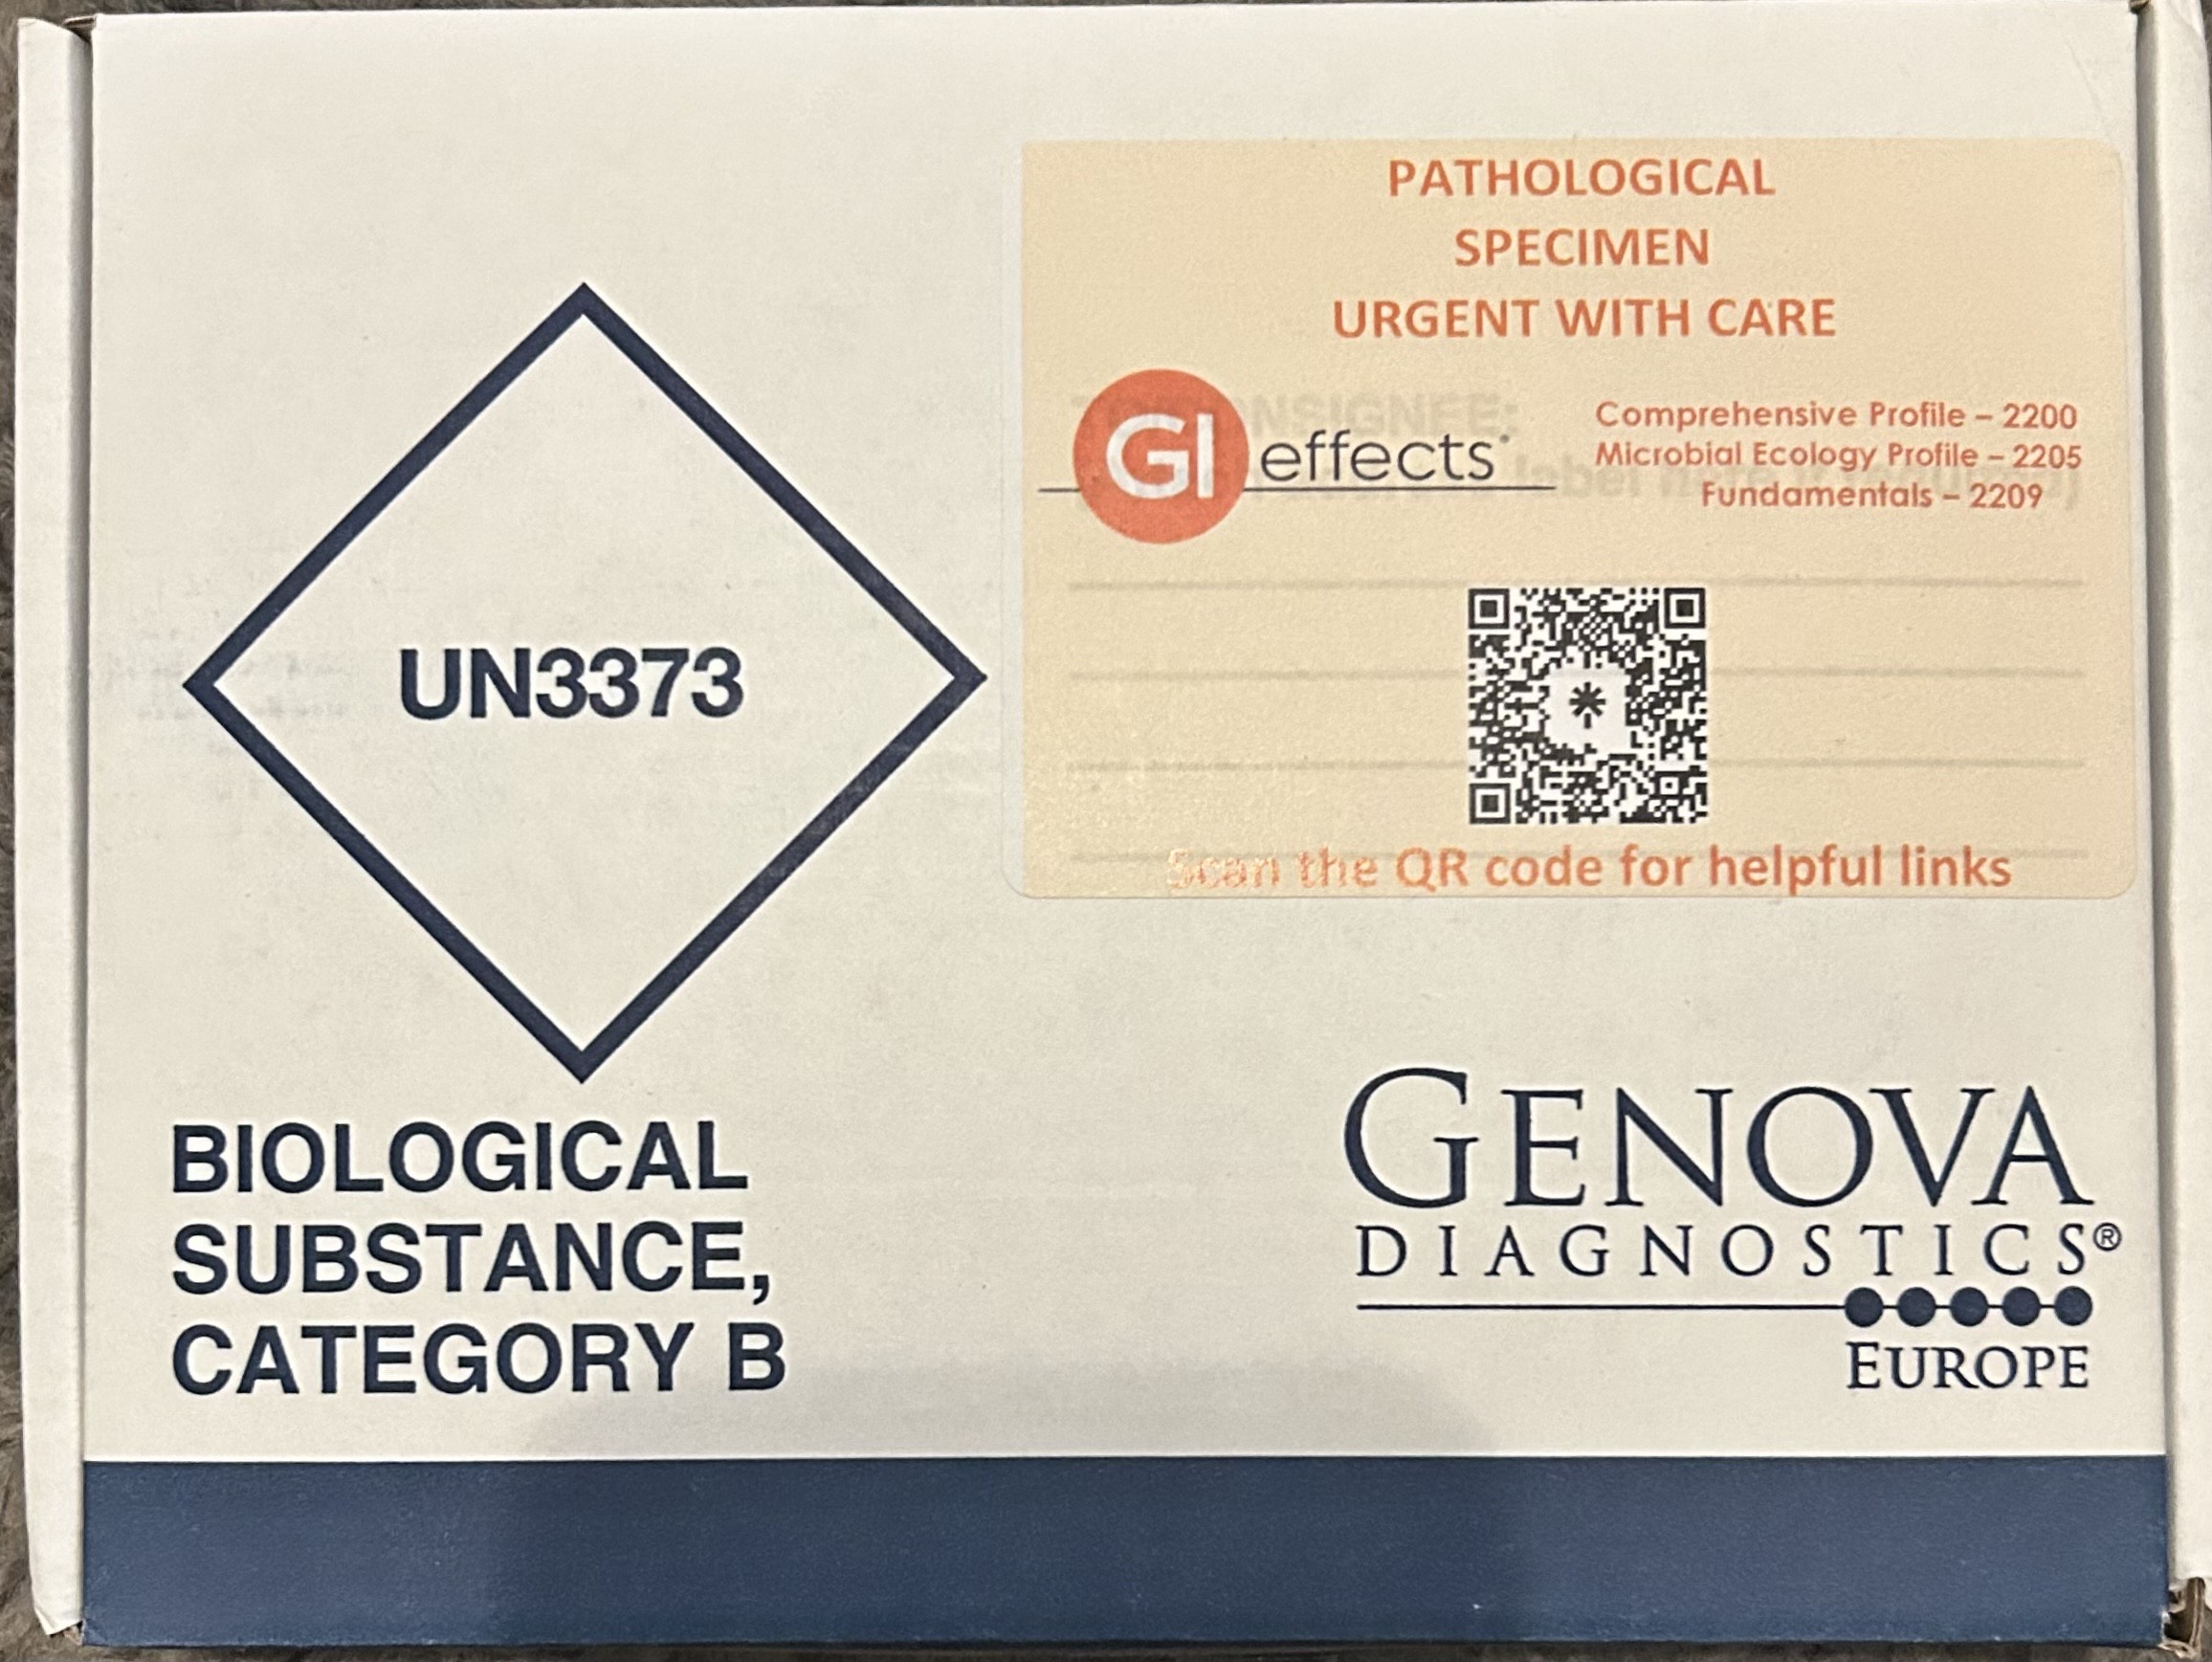 PATHOLOGICAL
SPECIMEN
URGENT WITH CARE
GI effects
Comprehensive Profile – 2200
Microbial Ecology Profile – 2205
Fundamentals – 2209
Scan the QR code for helpful links
UN3373
BIOLOGICAL
SUBSTANCE,
CATEGORY B
GENOVA
DIAGNOSTICS®
EUROPE